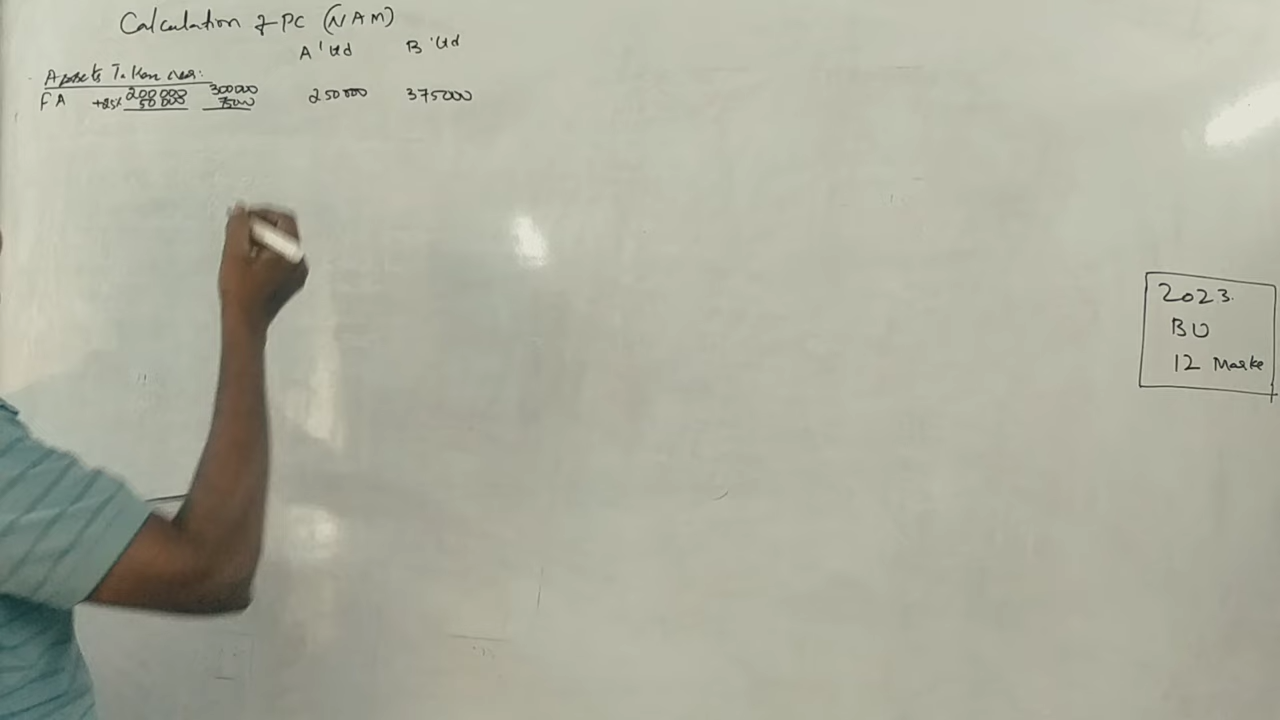 Calculation of PC (NAM)
A'Ltd B'Ltd
Assets Taken over:
200000 300000
FA +25% 50000 7500 250000 375000
2023.
BU
12 Marks